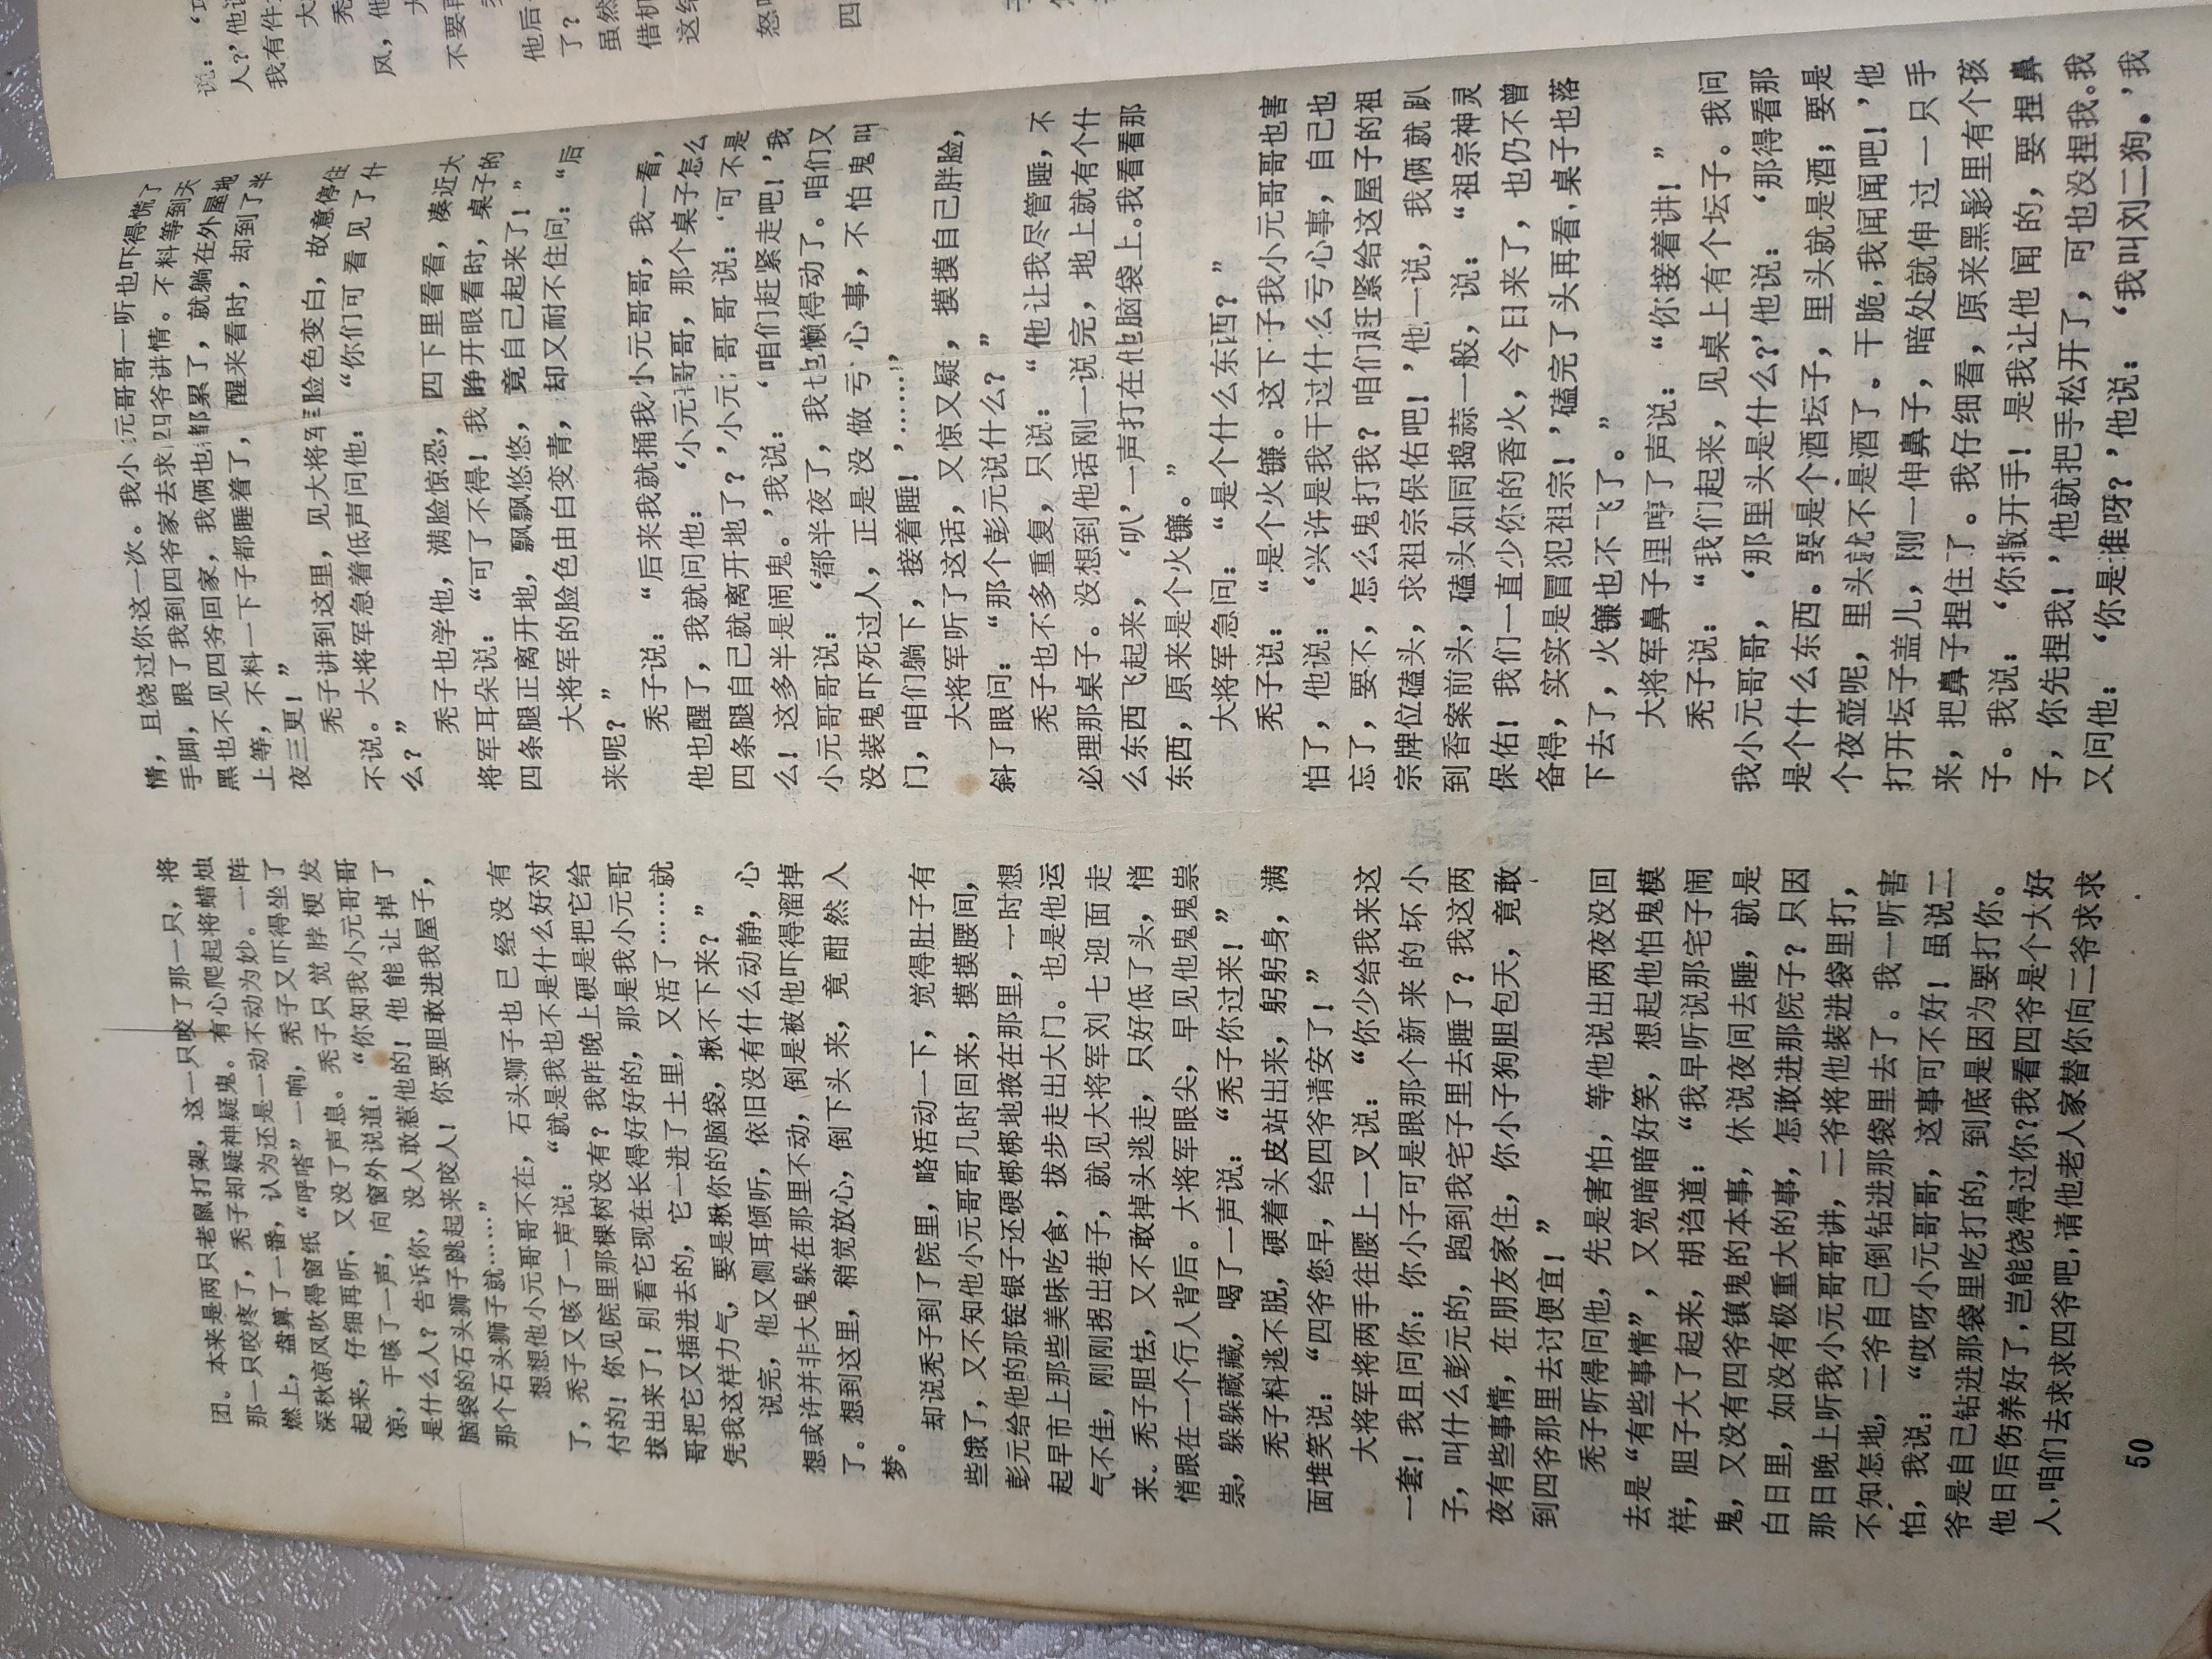 团。本来是两只老鼠打架，这一只咬了那一只，将
那一只咬疼了，秃子却疑神疑鬼。有心爬起将蜡烛
燃上，盘算了一番，认为还是一动不动为妙。一阵
深秋凉风吹得窗纸“呼嗒”一响，秃子又吓得坐了
起来，仔细再听，又没了声息。秃子只觉脖梗发
凉，干咳了一声，向窗外说道：“你知我小元哥哥
是什么人？告诉你，没人敢惹他的！他能让掉了
脑袋的石头狮子跳起来咬人！你要胆敢进我屋子，
那个石头狮子就……”
想想他小元哥哥不在，石头狮子也已经没有
了，秃子又咳了一声说：“就是我也不是什么好对
付的！你见院里那棵树没有？我昨晚上硬是把它给
拔出来了！别看它现在长得好好的，那是我小元哥
哥把它又插进去的，它一进了土里，又活了……就
凭我这样力气，要是揪你的脑袋，揪不下来？”
说完，他又侧耳倾听，依旧没有什么动静，心
想或许并非大鬼躲在那里不动，倒是被他吓得溜掉
了。想到这里，稍觉放心，倒下头来，竟酣然入
梦。
却说秃子到了院里，略活动一下，觉得肚子有
些饿了，又不知他小元哥哥几时回来，摸摸腰间，
彭元给他的那锭银子还硬梆梆地掖在那里，一时想
起早市上那些美味吃食，拔步走出大门。也是他运
气不佳，刚刚拐出巷子，就见大将军刘七迎面走
来。秃子胆怯，又不敢掉头逃走，只好低了头，悄
悄跟在一个行人背后。大将军眼尖，早见他鬼鬼祟
祟，躲躲藏藏，喝了一声说：“秃子你过来！”
秃子料逃不脱，硬着头皮站出来，躬躬身，满
面堆笑说：“四爷您早，给四爷请安了！”
大将军将两手往腰上一叉说：“你少给我来这
一套！我且问你：你小子可是跟那个新来的坏小
子，叫什么彭元的，跑到我宅子里去睡了？我这两
夜有些事情，在朋友家住，你小子狗胆包天，竟敢
到四爷那里去讨便宜！”
秃子听得问他，先是害怕，等他说出两夜没回
去是“有些事情”，又觉暗暗好笑，想起他怕鬼模
样，胆子大了起来，胡诌道：“我早听说那宅子闹
鬼，又没有四爷镇鬼的本事，休说夜间去睡，就是
白日里，如没有极重大的事，怎敢进那院子？只因
那日晚上听我小元哥哥讲，二爷将他装进袋里打，
不知怎地，二爷自己倒钻进那袋里去了。我一听害
怕，我说：“哎呀小元哥哥，这事可不好！虽说二
爷是自己钻进那袋里吃打的，到底是因为要打你。
他日后伤养好了，岂能饶得过你？我看四爷是个大好
人，咱们去求求四爷吧，请他老人家替你向二爷求求
50
情，且饶过你这一次。我小元哥哥一听也吓得慌了
手脚，跟了我到四爷家去求四爷讲情。不料等到天
黑也不见四爷回家，我俩也都累了，就躺在外屋地
上等，不料一下子都睡着了，醒来看时，却到了半
夜三更！”
秃子讲到这里，见大将军脸色变白，故意停住
不说。大将军急着低声问他：“你们可看见了什
么？”
秃子也学他，满脸惊恐，四下里看看，凑近大
将军耳朵说：“可了不得！我睁开眼看时，桌子的
四条腿正离开地，飘飘悠悠，竟自己起来了！”
大将军的脸色由白变青，却又耐不住问：“后
来呢？”
秃子说：“后来我就捅我小元哥哥，我一看，
他也醒了，我就问他：‘小元哥哥，那个桌子怎么
四条腿自己就离开地了？’小元哥哥说：‘可不是
么！这多半是闹鬼。’我说：‘咱们赶紧走吧！’我
小元哥哥说：‘都半夜了，我也懒得动了。咱们又
没装鬼吓死过人，正是没做亏心事，不怕鬼叫
门，咱们躺下，接着睡！’……’
大将军听了这话，又惊又疑，摸摸自己胖脸，
斜了眼问：“那个彭元说什么？”
秃子也不多重复，只说：“他让我尽管睡，不
必理那桌子。没想到他话刚一说完，地上就有个什
么东西飞起来，‘叭’一声打在他脑袋上。我看看那
东西，原来是个火镰。”
大将军急问：“是个什么东西？”
秃子说：“是个火镰。这下子我小元哥哥也害
怕了，他说：‘兴许是我干过什么亏心事，自己也
忘了，要不，怎么鬼打我？咱们赶紧给这屋子的祖
宗牌位磕头，求祖宗保佑吧！’他一说，我俩就趴
到香案前头，磕头如同捣蒜一般，说：“祖宗神灵
保佑！我们一直少你的香火，今日来了，也仍不曾
备得，实实是冒犯祖宗！’磕完了头再看，桌子也落
下去了，火镰也不飞了。”
大将军鼻子里哼了声说：“你接着讲！”
秃子说：“我们起来，见桌上有个坛子。我问
我小元哥哥，‘那里头是什么？’他说：‘那得看那
是个什么东西。要是个酒坛子，里头就是酒；要是
个夜壶呢，里头就不是酒了。干脆，我闻闻吧！’他
打开坛子盖儿，刚一伸鼻子，暗处就伸过一只手
来，把鼻子捏住了。我仔细看，原来黑影里有个孩
子。我说：‘你撒开手！是我让他闻的，要捏鼻
子，你先捏我！’他就把手松开了，可也没捏我。我
又问他：‘你是谁呀？’他说：‘我叫刘二狗。’我
说：
人？’他
我有件
风，他
不要
他后
了？
虽然
借机
这
怒
四